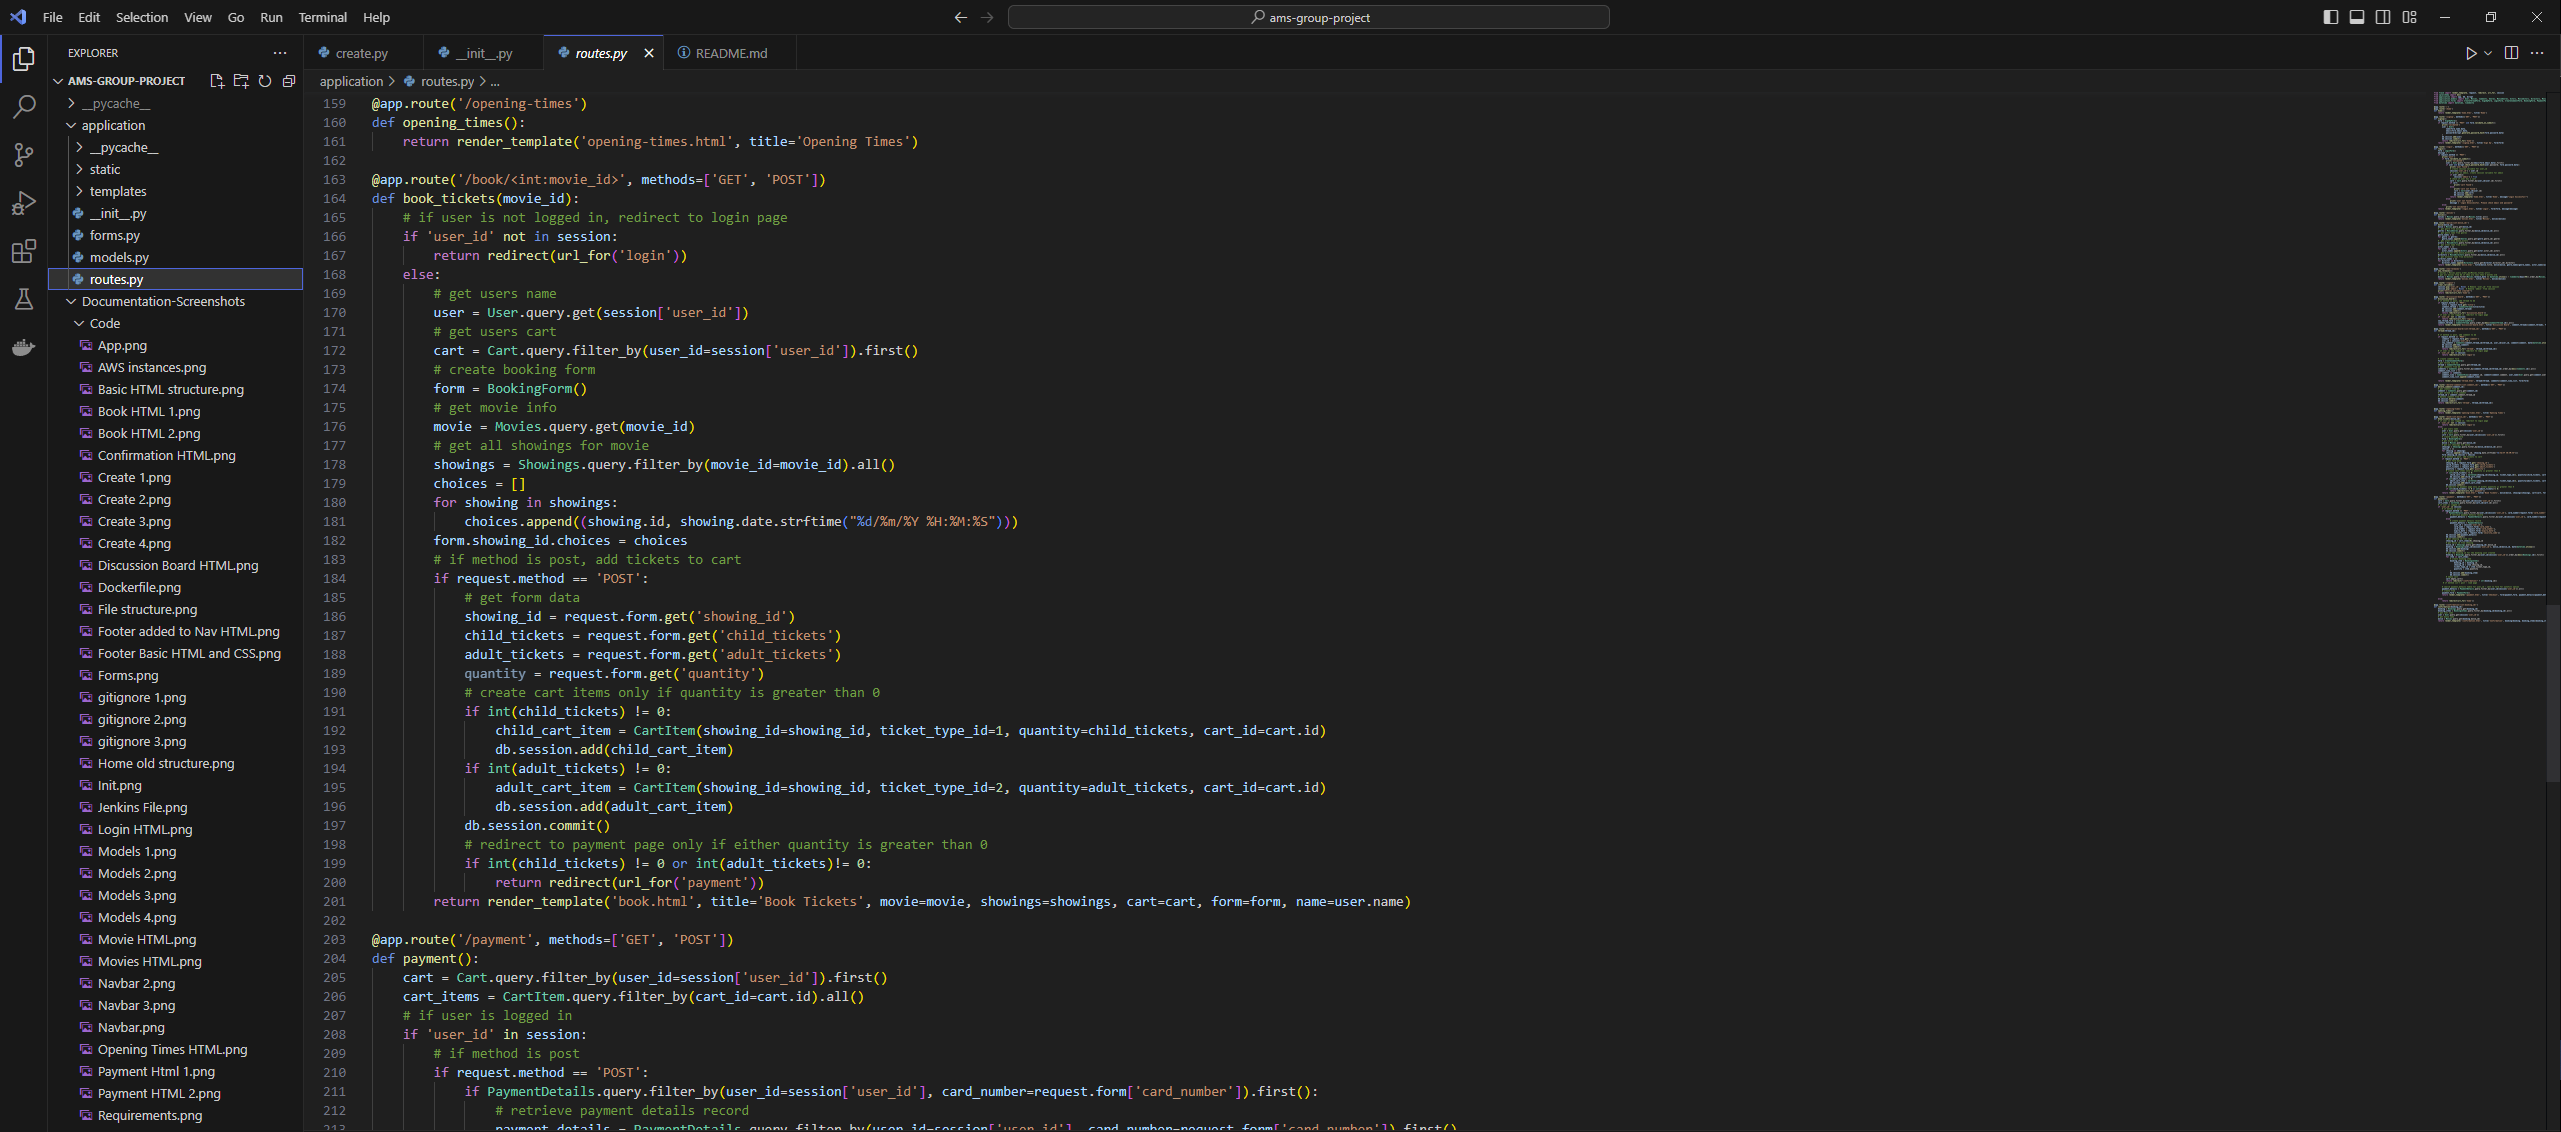 File Edit Selection View Go Run Terminal Help
ams-group-project
EXPLORER
create.py
__init__.py
routes.py
README.md
AMS-GROUP-PROJECT
application > routes.py > ...
__pycache__
application
__pycache__
static
templates
__init__.py
forms.py
models.py
routes.py
Documentation-Screenshots
Code
App.png
AWS instances.png
Basic HTML structure.png
Book HTML 1.png
Book HTML 2.png
Confirmation HTML.png
Create 1.png
Create 2.png
Create 3.png
Create 4.png
Discussion Board HTML.png
Dockerfile.png
File structure.png
Footer added to Nav HTML.png
Footer Basic HTML and CSS.png
Forms.png
gitignore 1.png
gitignore 2.png
gitignore 3.png
Home old structure.png
Init.png
Jenkins File.png
Login HTML.png
Models 1.png
Models 2.png
Models 3.png
Models 4.png
Movie HTML.png
Movies HTML.png
Navbar 2.png
Navbar 3.png
Navbar.png
Opening Times HTML.png
Payment Html 1.png
Payment HTML 2.png
Requirements.png
159 @app.route('/opening-times')
160 def opening_times():
161     return render_template('opening-times.html', title='Opening Times')
162
163 @app.route('/book/<int:movie_id>', methods=['GET', 'POST'])
164 def book_tickets(movie_id):
165     # if user is not logged in, redirect to login page
166     if 'user_id' not in session:
167         return redirect(url_for('login'))
168     else:
169         # get users name
170         user = User.query.get(session['user_id'])
171         # get users cart
172         cart = Cart.query.filter_by(user_id=session['user_id']).first()
173         # create booking form
174         form = BookingForm()
175         # get movie info
176         movie = Movies.query.get(movie_id)
177         # get all showings for movie
178         showings = Showings.query.filter_by(movie_id=movie_id).all()
179         choices = []
180         for showing in showings:
181             choices.append((showing.id, showing.date.strftime("%d/%m/%Y %H:%M:%S")))
182         form.showing_id.choices = choices
183         # if method is post, add tickets to cart
184         if request.method == 'POST':
185             # get form data
186             showing_id = request.form.get('showing_id')
187             child_tickets = request.form.get('child_tickets')
188             adult_tickets = request.form.get('adult_tickets')
189             quantity = request.form.get('quantity')
190             # create cart items only if quantity is greater than 0
191             if int(child_tickets) != 0:
192                 child_cart_item = CartItem(showing_id=showing_id, ticket_type_id=1, quantity=child_tickets, cart_id=cart.id)
193                 db.session.add(child_cart_item)
194             if int(adult_tickets) != 0:
195                 adult_cart_item = CartItem(showing_id=showing_id, ticket_type_id=2, quantity=adult_tickets, cart_id=cart.id)
196                 db.session.add(adult_cart_item)
197             db.session.commit()
198             # redirect to payment page only if either quantity is greater than 0
199             if int(child_tickets) != 0 or int(adult_tickets)!= 0:
200                 return redirect(url_for('payment'))
201         return render_template('book.html', title='Book Tickets', movie=movie, showings=showings, cart=cart, form=form, name=user.name)
202
203 @app.route('/payment', methods=['GET', 'POST'])
204 def payment():
205     cart = Cart.query.filter_by(user_id=session['user_id']).first()
206     cart_items = CartItem.query.filter_by(cart_id=cart.id).all()
207     # if user is logged in
208     if 'user_id' in session:
209         # if method is post
210         if request.method == 'POST':
211             if PaymentDetails.query.filter_by(user_id=session['user_id'], card_number=request.form['card_number']).first():
212                 # retrieve payment details record
213                 payment_details = PaymentDetails.query.filter_by(user_id=session['user_id'], card_number=request.form['card_number']).first()